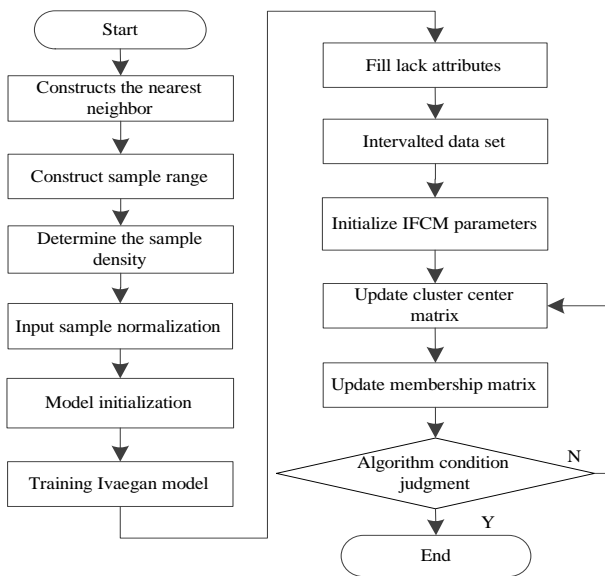 Start
Constructs the nearest
neighbor
Construct sample range
Determine the sample
density
Input sample normalization
Model initialization
Training Ivaegan model
Fill lack attributes
Intervalted data set
Initialize IFCM parameters
Update cluster center
matrix
Update membership matrix
Algorithm condition
judgment
N
Y
End